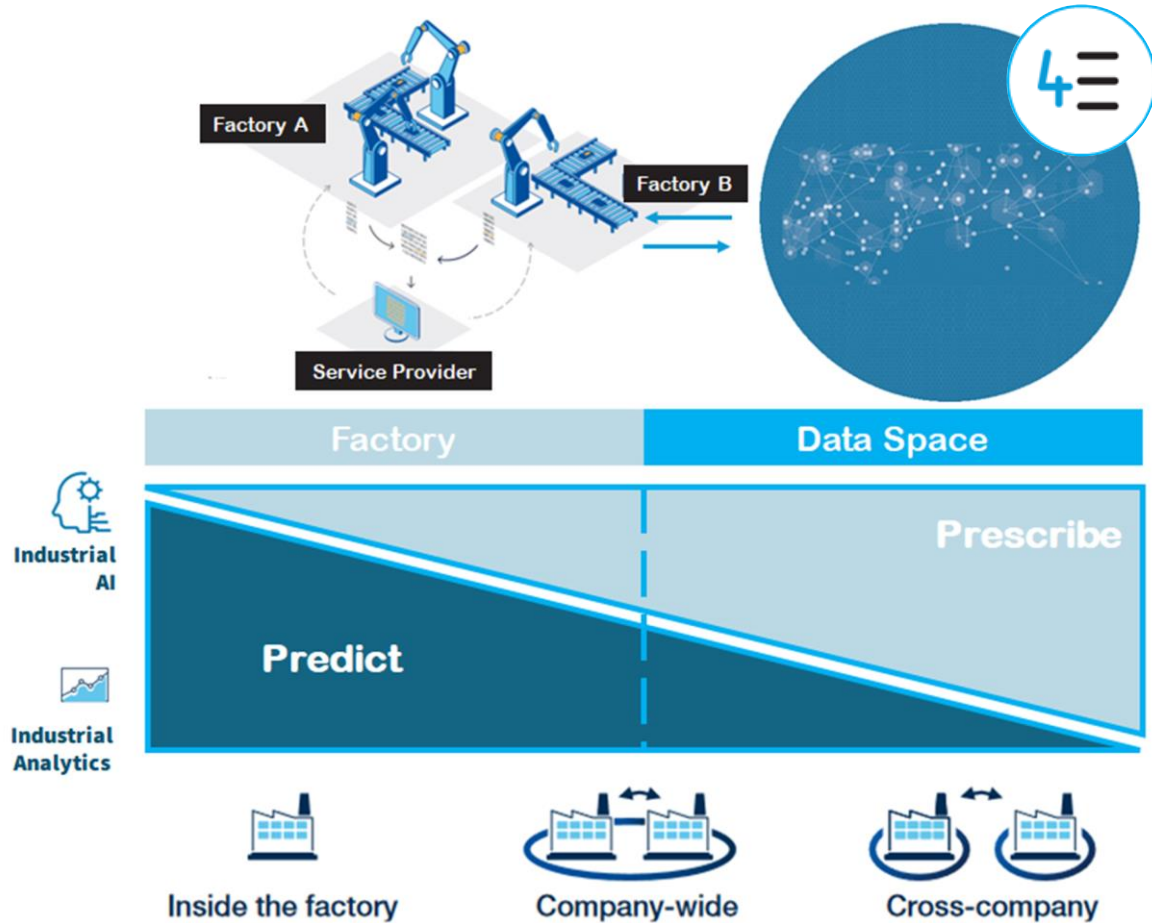 4
Factory A
Factory B
Service Provider
Factory
Data Space
Industrial
AI
Prescribe
Predict
Industrial
Analytics
Inside the factory
Company-wide
Cross-company